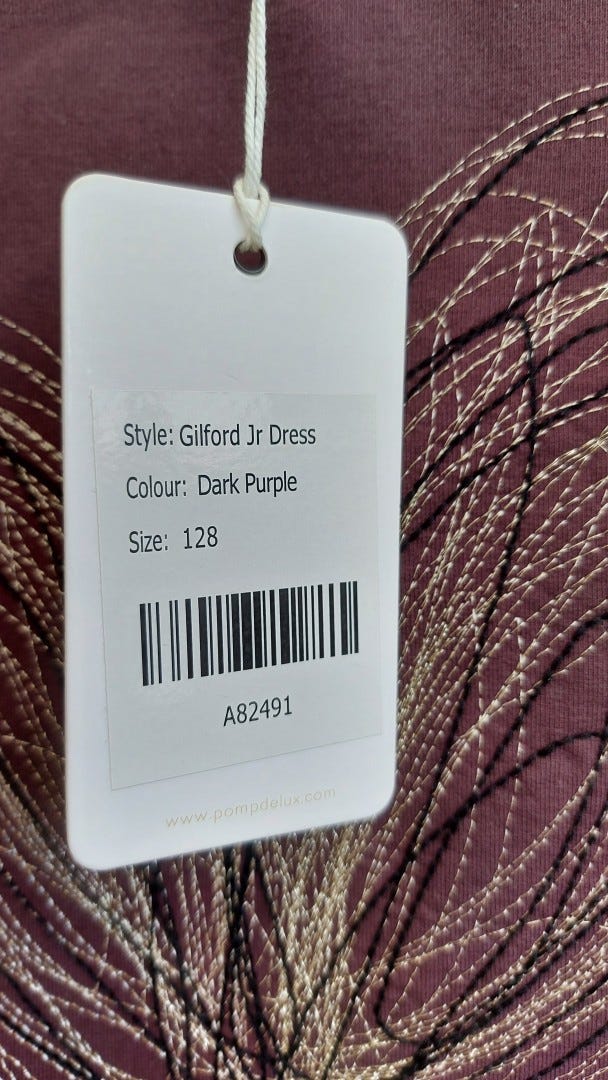 Style: Gilford Jr Dress
Colour: Dark Purple
Size: 128
A82491
www.pompdelux.com